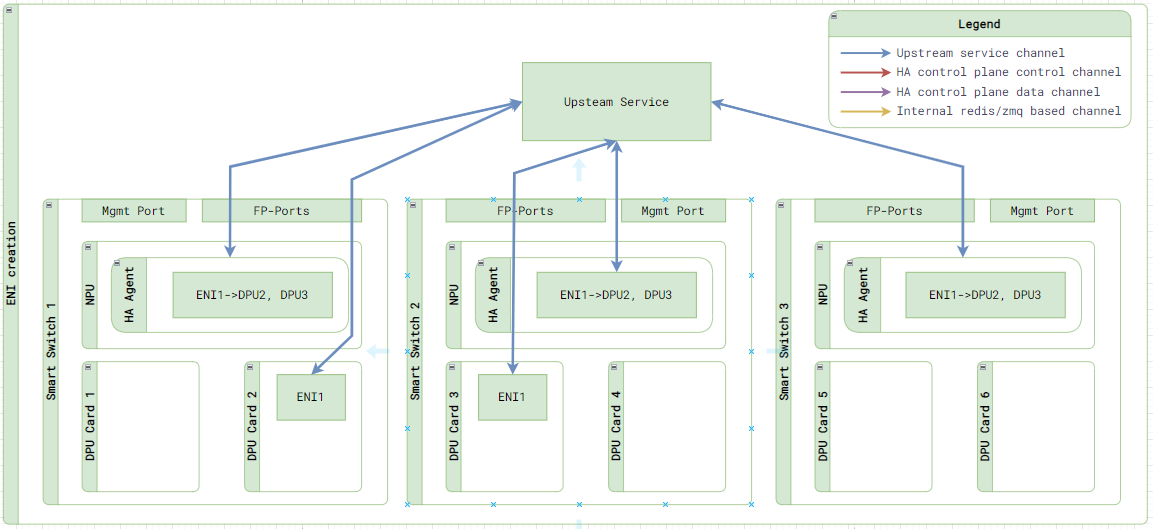 Legend
Upstream service channel
HA control plane control channel
HA control plane data channel
Internal redis/zmq based channel
Upsteam Service
ENI creation
Smart Switch 1
Mgmt Port
FP-Ports
NPU
HA Agent
ENI1->DPU2, DPU3
DPU Card 1
DPU Card 2
ENI1
Smart Switch 2
FP-Ports
Mgmt Port
NPU
HA Agent
ENI1->DPU2, DPU3
DPU Card 3
ENI1
DPU Card 4
Smart Switch 3
FP-Ports
Mgmt Port
NPU
HA Agent
ENI1->DPU2, DPU3
DPU Card 5
DPU Card 6